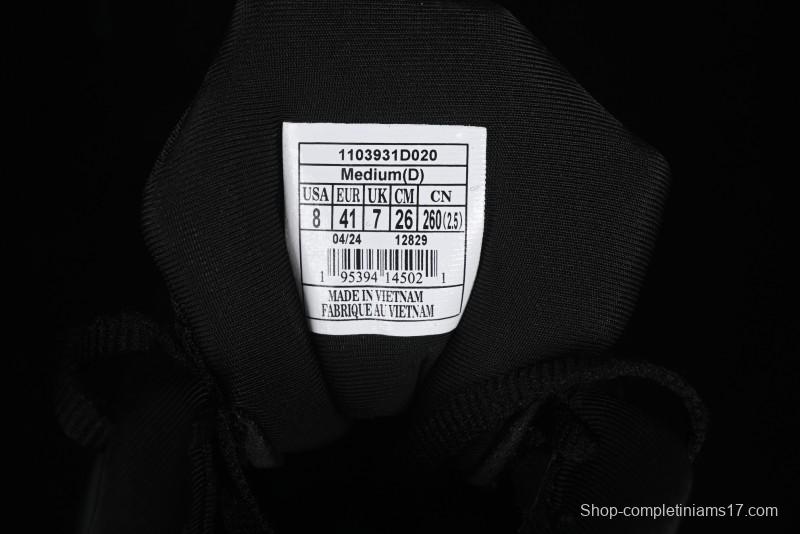 1103931D020
Medium(D)
USA EUR UK CM CN
8 41 7 26 260(2.5)
04/24 12829
1 95394 14502 1
MADE IN VIETNAM
FABRIQUE AU VIETNAM
Shop-completiniams17.com